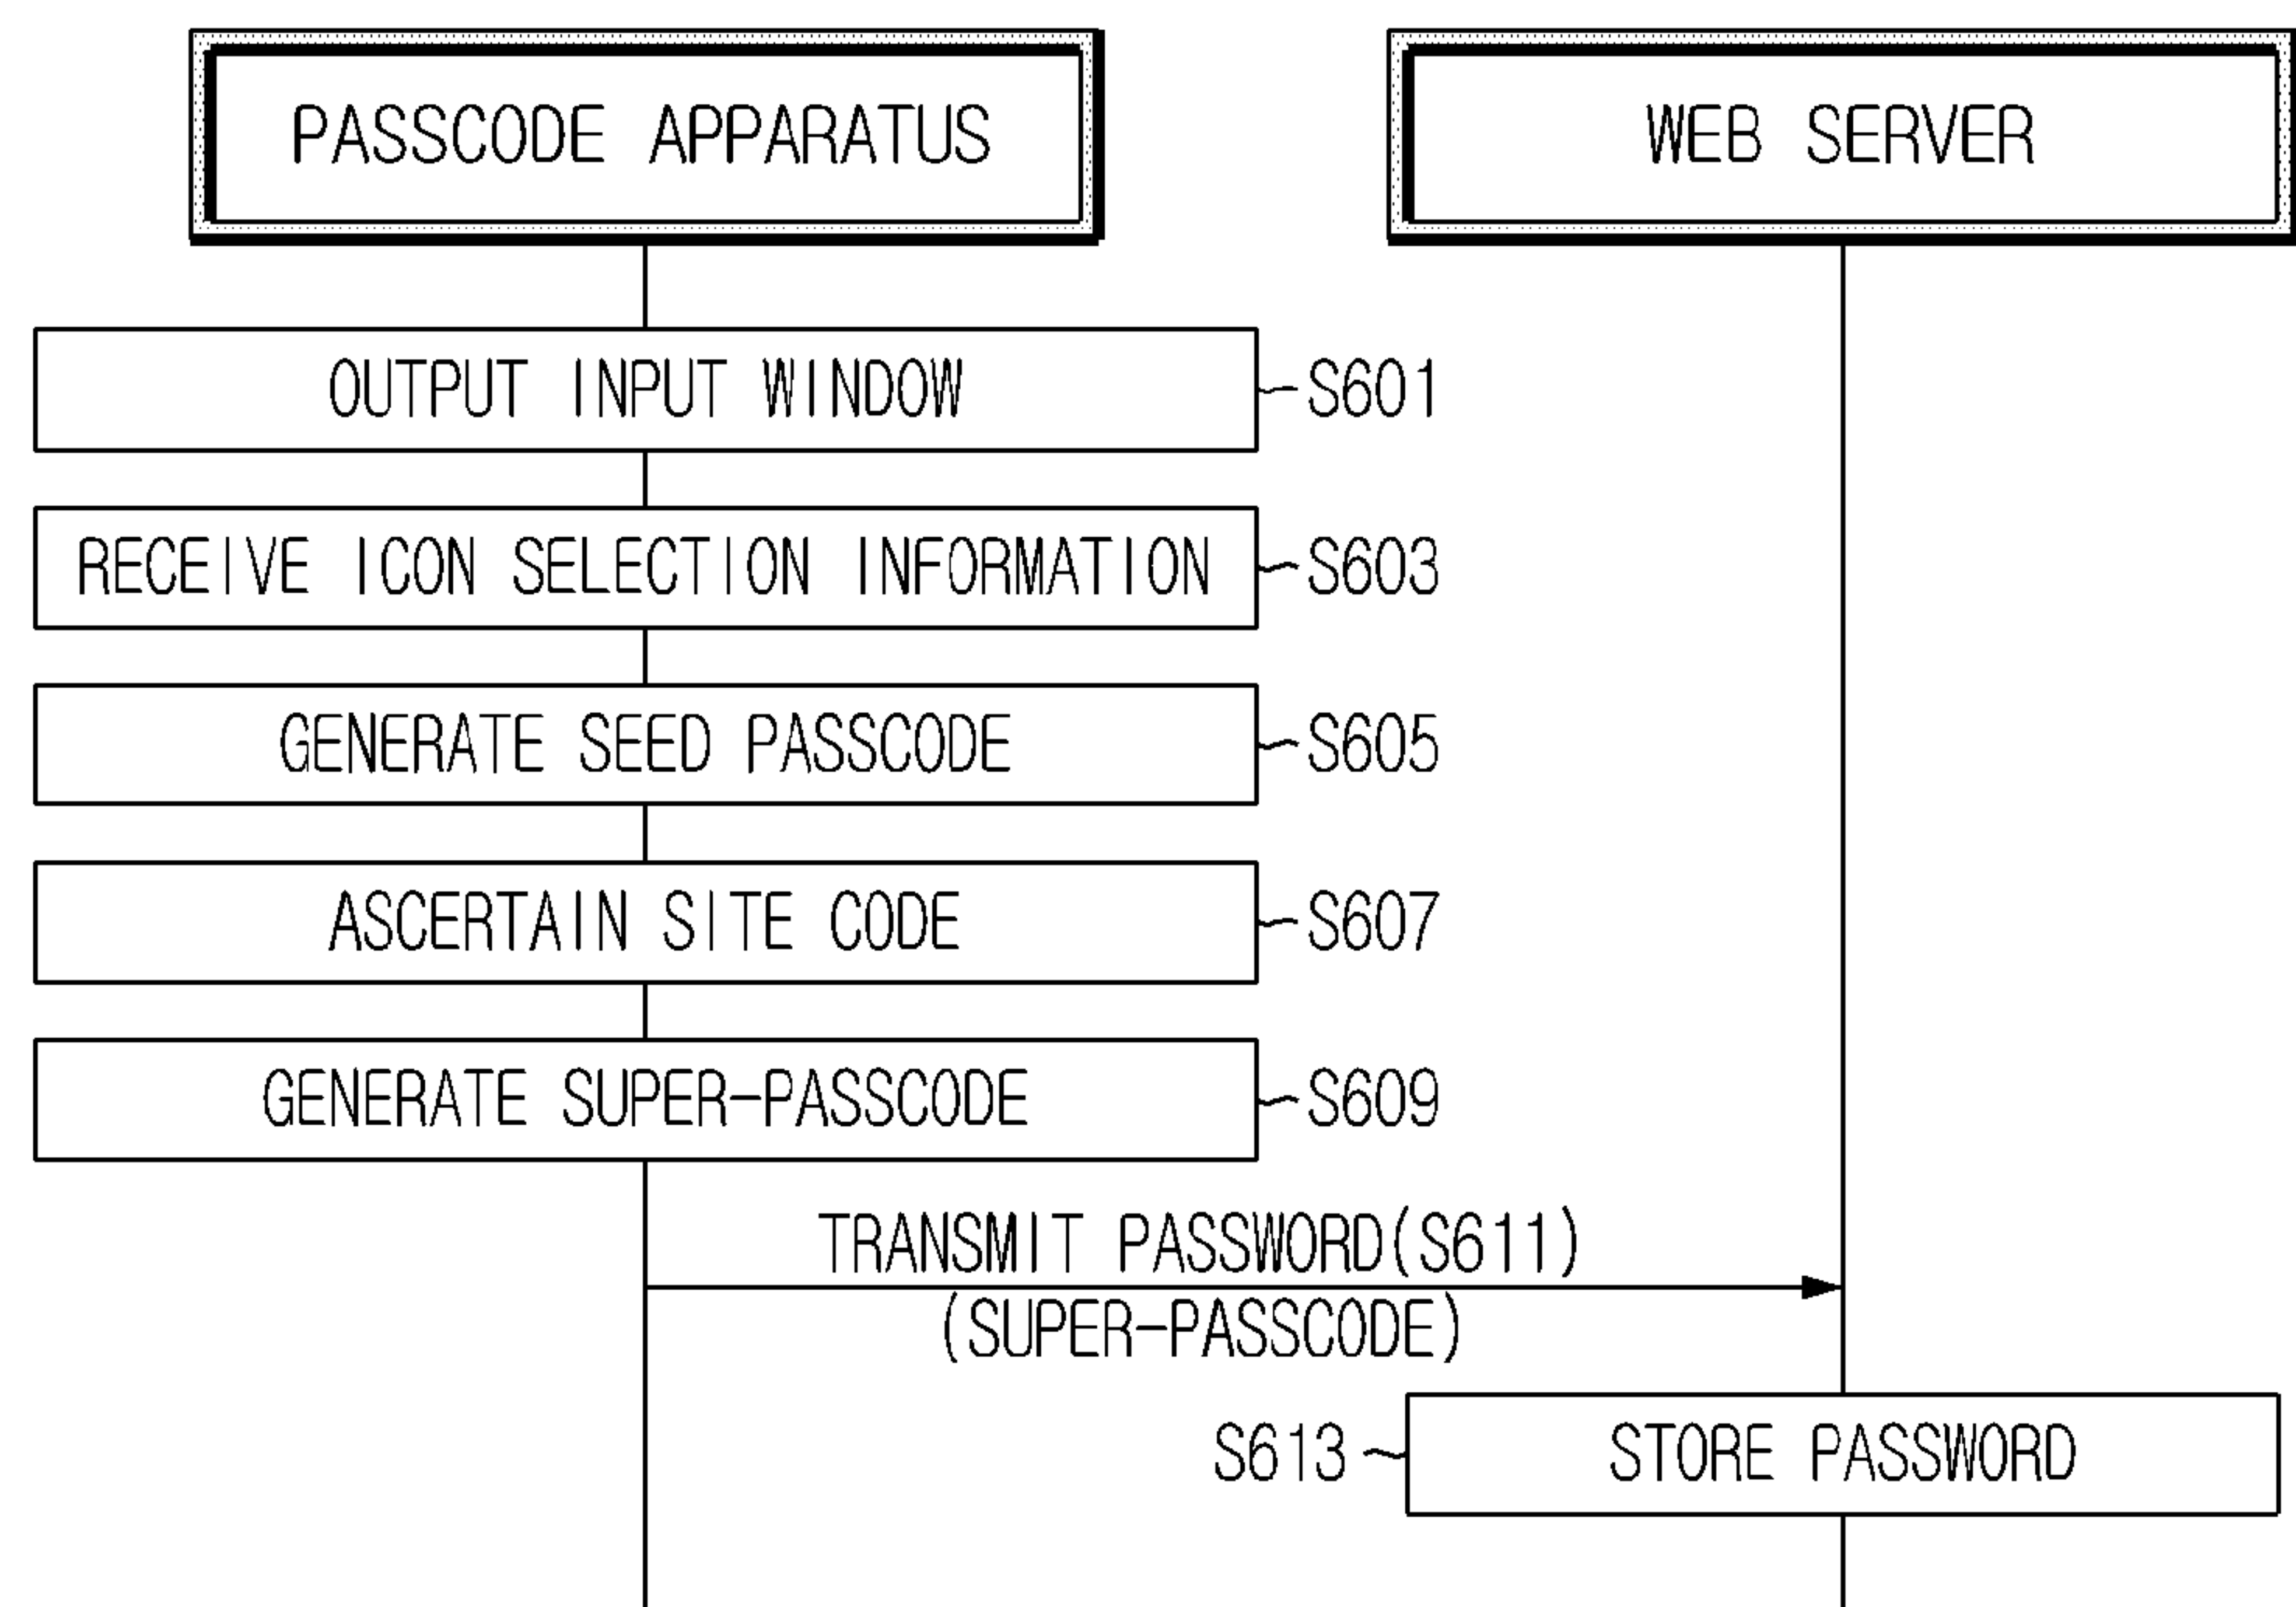 PASSCODE APPARATUS
WEB SERVER
OUTPUT INPUT WINDOW
S601
RECEIVE ICON SELECTION INFORMATION
S603
GENERATE SEED PASSCODE
S605
ASCERTAIN SITE CODE
S607
GENERATE SUPER-PASSCODE
S609
TRANSMIT PASSWORD(S611)
(SUPER-PASSCODE)
S613
STORE PASSWORD